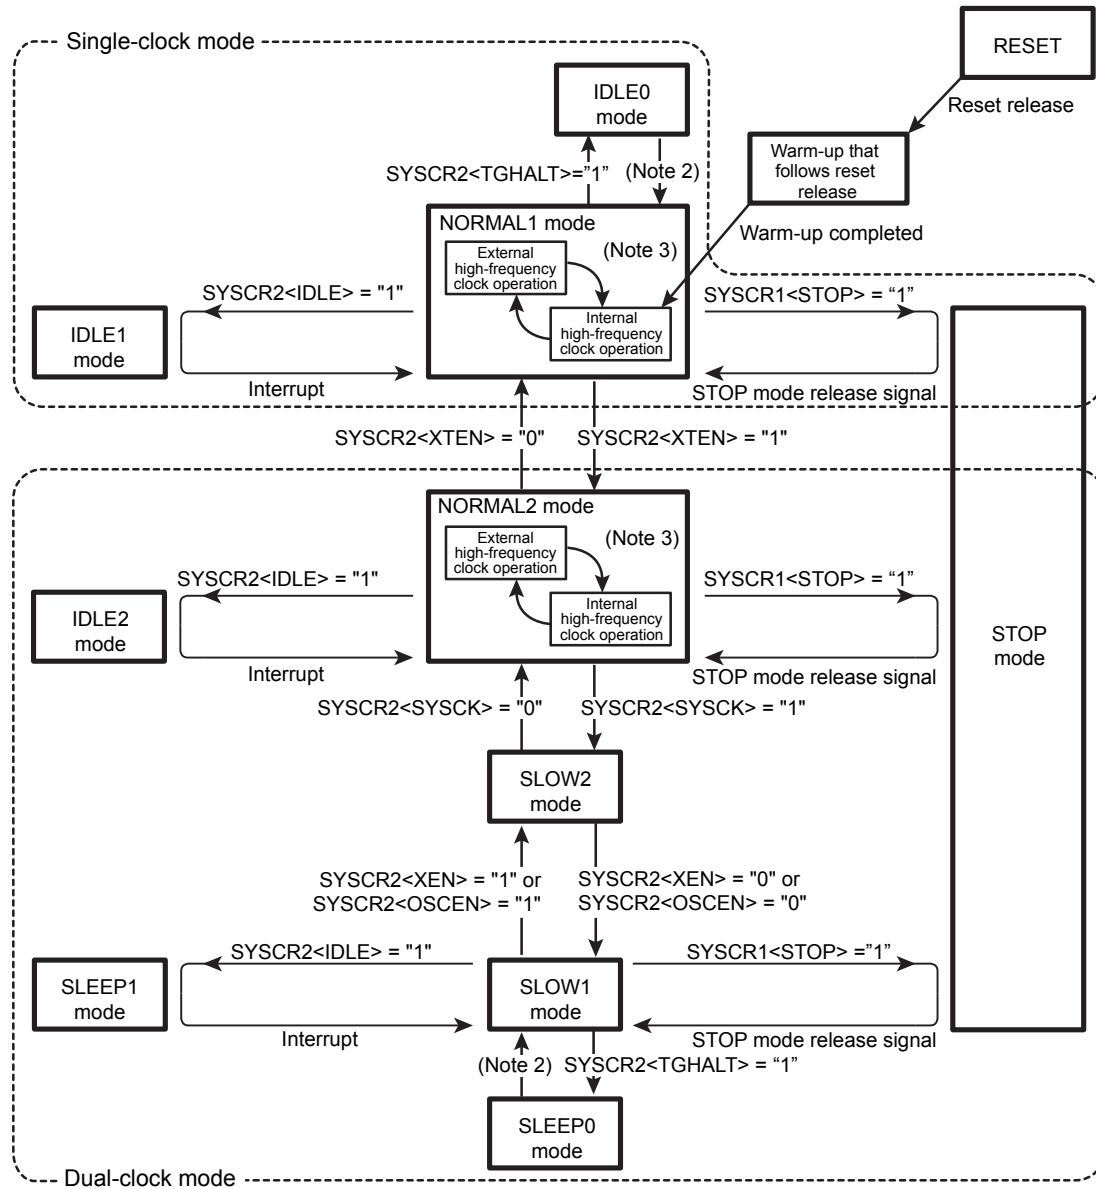 Single-clock mode
RESET
Reset release
IDLE0
mode
Warm-up that
follows reset
release
SYSCR2<TGHALT>=”1”
(Note 2)
Warm-up completed
NORMAL1 mode
External
high-frequency
clock operation
(Note 3)
Internal
high-frequency
clock operation
SYSCR2<IDLE> = "1"
SYSCR1<STOP> = “1”
IDLE1
mode
Interrupt
STOP mode release signal
SYSCR2<XTEN> = "0"
SYSCR2<XTEN> = "1"
NORMAL2 mode
External
high-frequency
clock operation
(Note 3)
Internal
high-frequency
clock operation
SYSCR2<IDLE> = "1"
SYSCR1<STOP> = “1”
IDLE2
mode
STOP
mode
Interrupt
STOP mode release signal
SYSCR2<SYSCK> = "0"
SYSCR2<SYSCK> = "1"
SLOW2
mode
SYSCR2<XEN> = "1" or
SYSCR2<OSCEN> = "1"
SYSCR2<XEN> = "0" or
SYSCR2<OSCEN> = "0"
SYSCR2<IDLE> = "1"
SYSCR1<STOP> =”1”
SLEEP1
mode
SLOW1
mode
Interrupt
STOP mode release signal
(Note 2)
SYSCR2<TGHALT> = “1”
SLEEP0
mode
Dual-clock mode